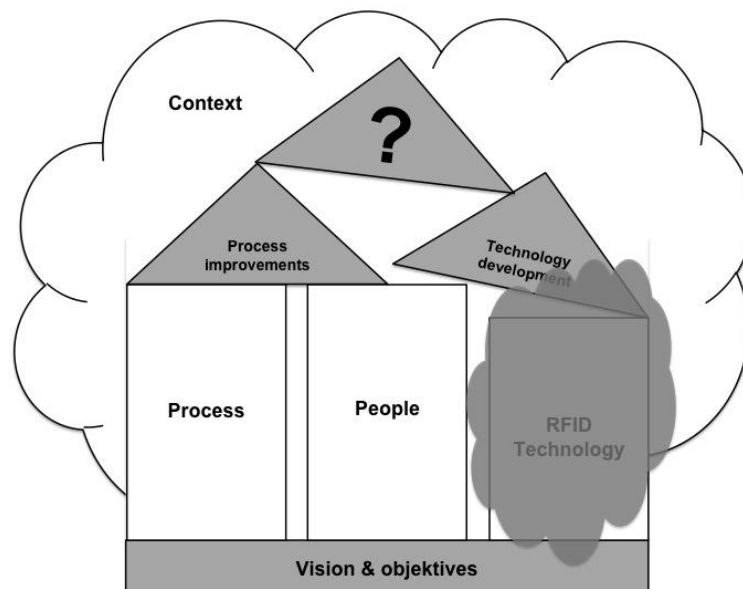 Context
?
Process
improvements
Technology
development
Process
People
RFID
Technology
Vision & objektives